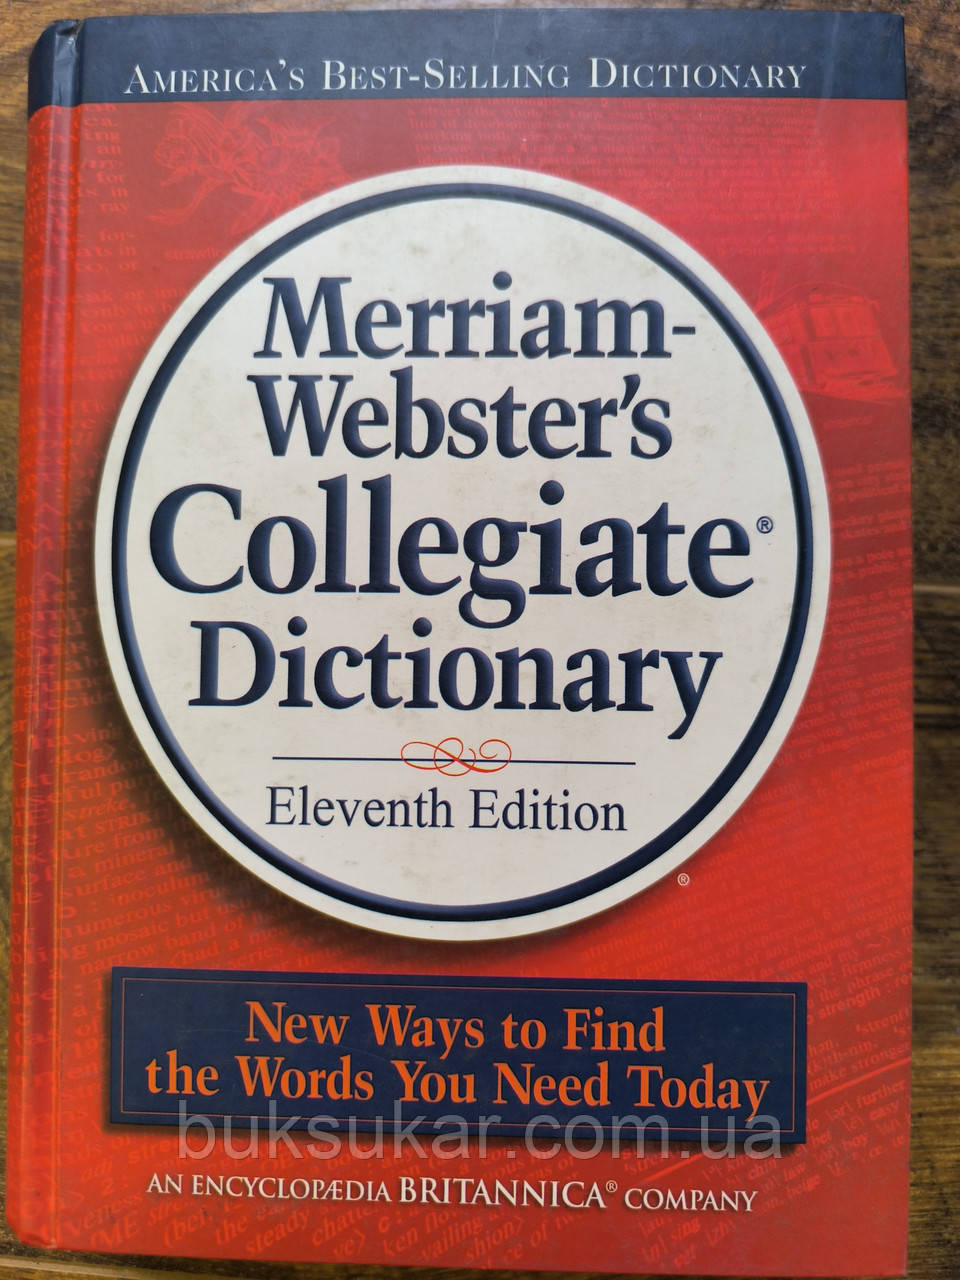 AMERICA'S BEST-SELLING DICTIONARY
Merriam-
Webster's
Collegiate®
Dictionary
Eleventh Edition
®
New Ways to Find
the Words You Need Today
buksukar.com.ua
AN ENCYCLOPÆDIA BRITANNICA® COMPANY